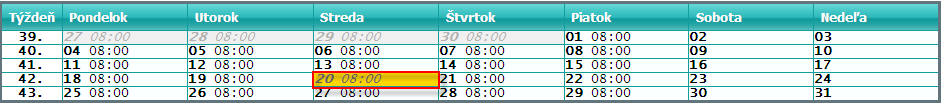 Týždeň Pondelok Utorok Streda Štvrtok Piatok Sobota Nedeľa
39. 27 08:00 28 08:00 29 08:00 30 08:00 01 08:00 02 03
40. 04 08:00 05 08:00 06 08:00 07 08:00 08 08:00 09 10
41. 11 08:00 12 08:00 13 08:00 14 08:00 15 08:00 16 17
42. 18 08:00 19 08:00 20 08:00 21 08:00 22 08:00 23 24
43. 25 08:00 26 08:00 27 08:00 28 08:00 29 08:00 30 31